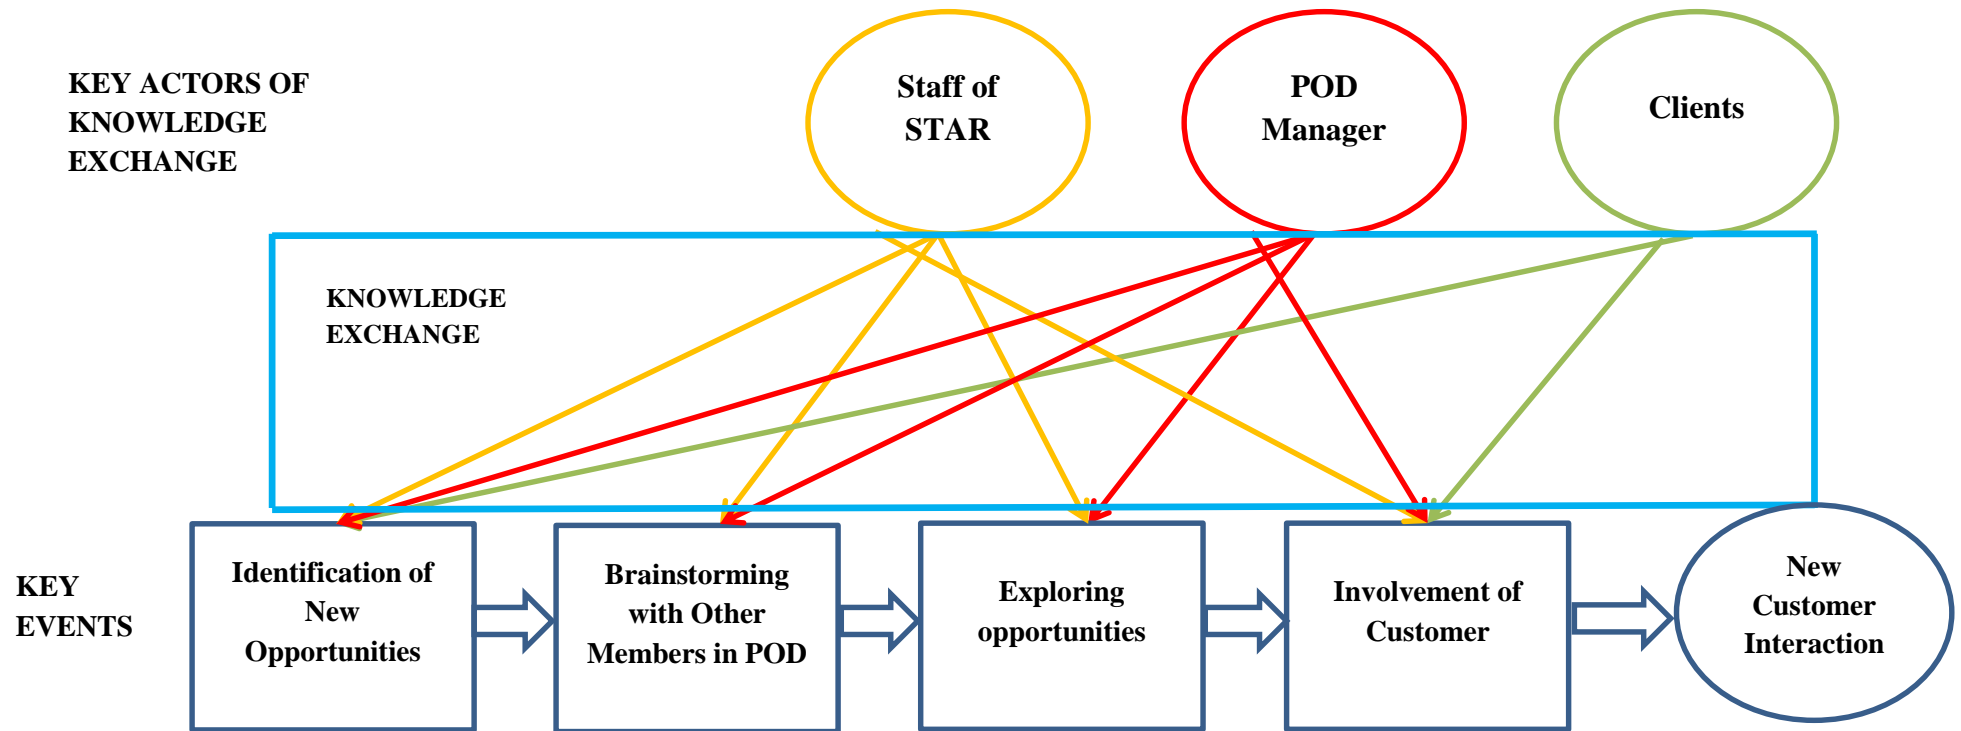 KEY ACTORS OF
KNOWLEDGE
EXCHANGE
Staff of
STAR
POD
Manager
Clients
KNOWLEDGE
EXCHANGE
KEY
EVENTS
Identification of
New
Opportunities
Brainstorming
with Other
Members in POD
Exploring
opportunities
Involvement of
Customer
New
Customer
Interaction